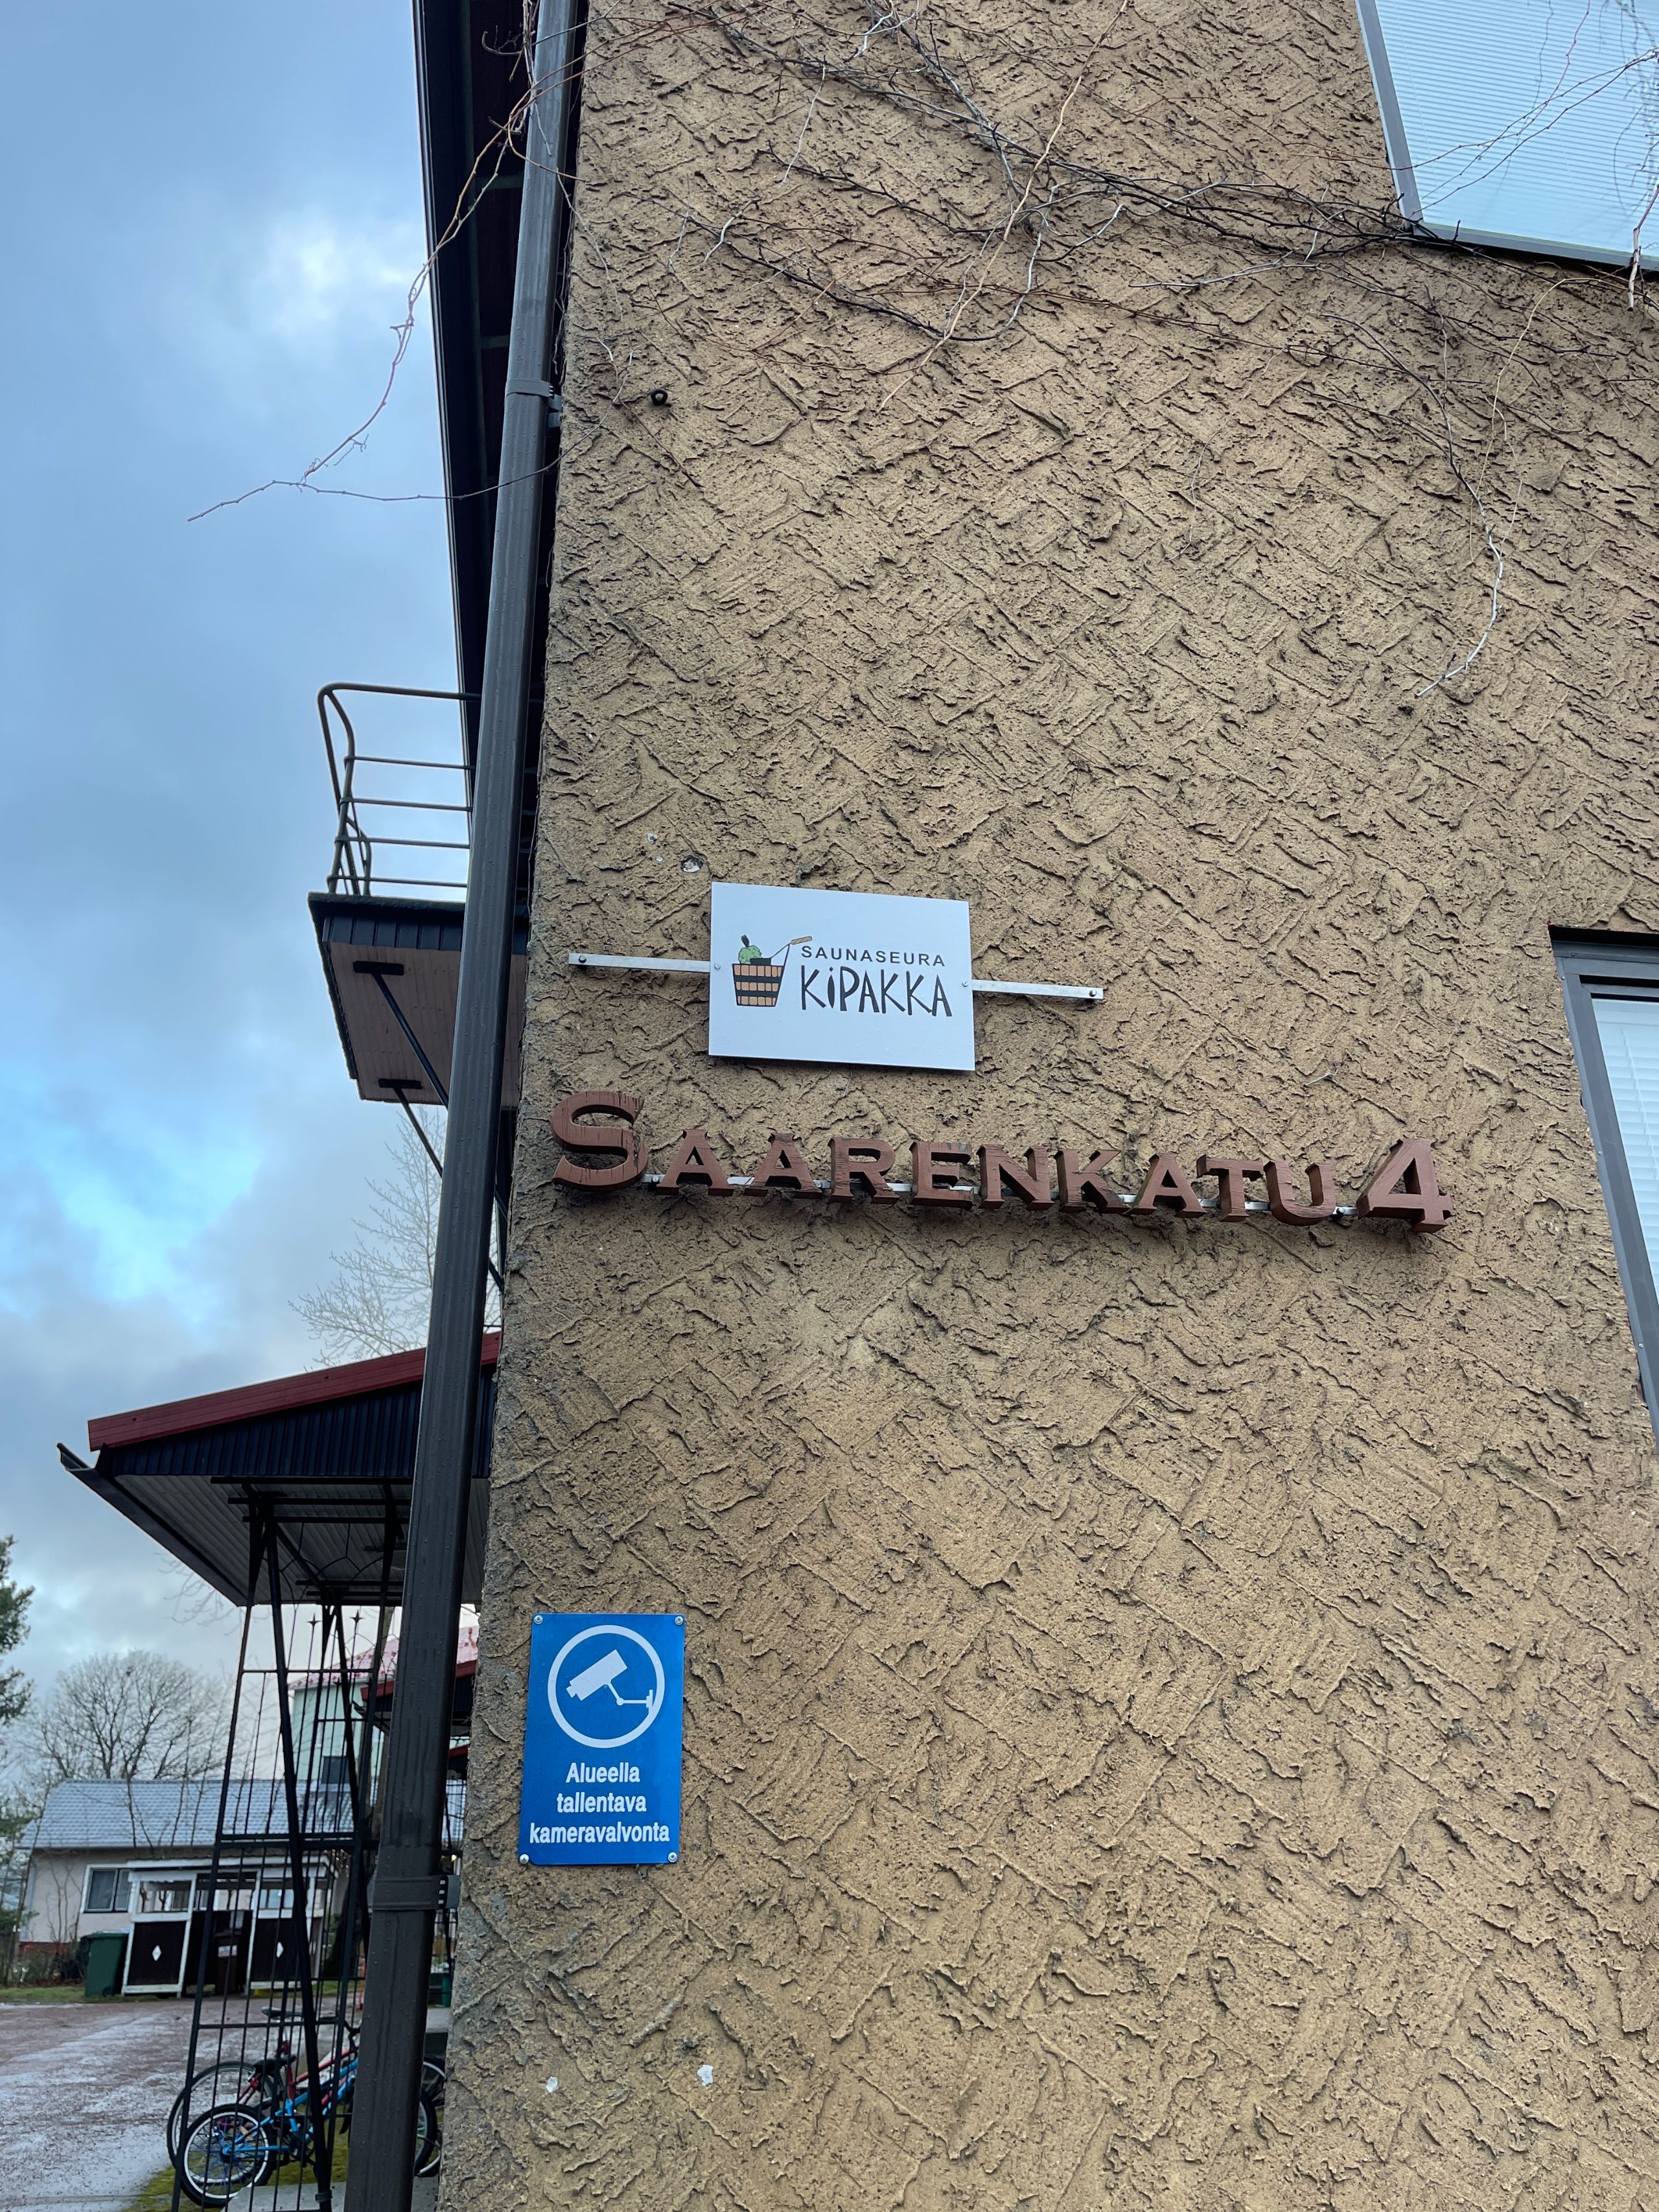 SAUNASEURA
KiPAKKA
SAARENKATU 4
Alueella
tallentava
kameravalvonta